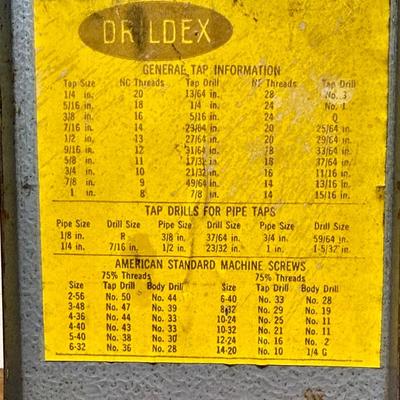 DRILDEX
GENERAL TAP INFORMATION
Tap Size NC Threads Tap Drill NF Threads Tap Drill
1/4 in. 20 13/64 in. 28 No. 3
5/16 in. 18 1/4 in. 24 No. 1
3/8 in. 16 5/16 in. 24 Q
7/16 in. 14 23/64 in. 20 25/64 in.
1/2 in. 13 27/64 in. 20 29/64 in.
9/16 in. 12 31/64 in. 18 33/64 in.
5/8 in. 11 17/32 in. 18 37/64 in.
3/4 in. 10 21/32 in. 16 11/16 in.
7/8 in. 9 49/64 in. 14 13/16 in.
1 in. 8 7/8 in. 14 15/16 in.
TAP DRILLS FOR PIPE TAPS
Pipe Size Drill Size Pipe Size Drill Size Pipe Size Drill Size
1/8 in. R 3/8 in. 37/64 in. 3/4 in. 59/64 in.
1/4 in. 7/16 in. 1/2 in. 23/32 in. 1 in. 1-5/32 in.
AMERICAN STANDARD MACHINE SCREWS
75% Threads 75% Threads
Size Tap Drill Body Drill Size Tap Drill Body Drill
2-56 No. 50 No. 44 6-40 No. 33 No. 28
3-48 No. 47 No. 39 8-32 No. 29 No. 19
4-36 No. 44 No. 33 10-24 No. 25 No. 11
4-40 No. 43 No. 33 10-32 No. 21 No. 11
5-40 No. 38 No. 30 12-24 No. 16 No. 2
6-32 No. 36 No. 28 14-20 No. 10 1/4 G